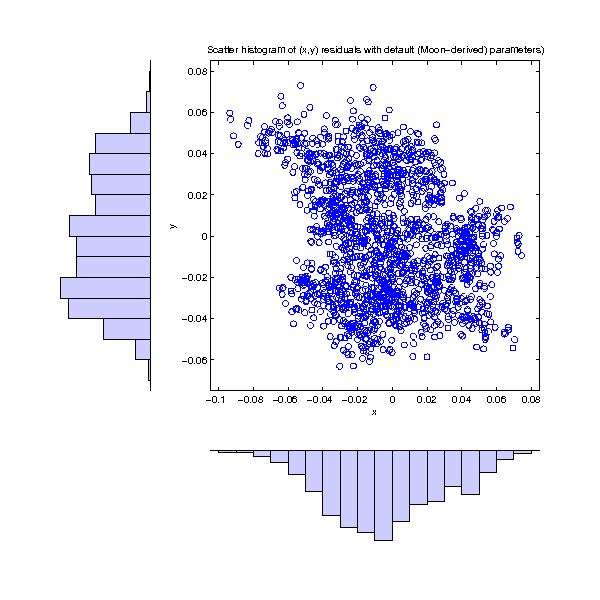 Scatter histogram of (x,y) residuals with default (Moon−derived) parameters)
0.08
0.06
0.04
0.02
0
−0.02
−0.04
−0.06
y
−0.1 −0.08 −0.06 −0.04 −0.02 0 0.02 0.04 0.06 0.08
x